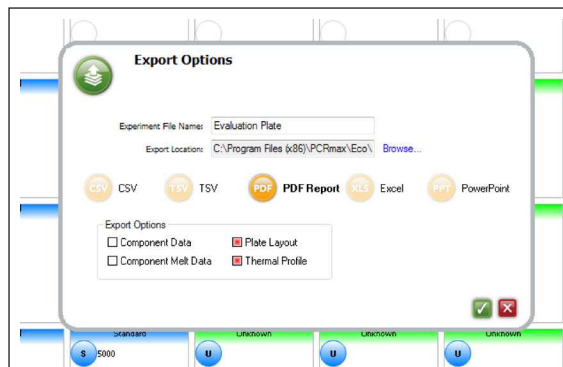 Export Options
Experiment File Name: Evaluation Plate
Export Location: C:\Program Files (x86)\PCRmax\Eco\ Browse...
CSV CSV TSV TSV PDF PDF Report XLS Excel PPT PowerPoint
Export Options
Component Data Plate Layout
Component Melt Data Thermal Profile
Standard Unknown Unknown Unknown
S 5000 U U U